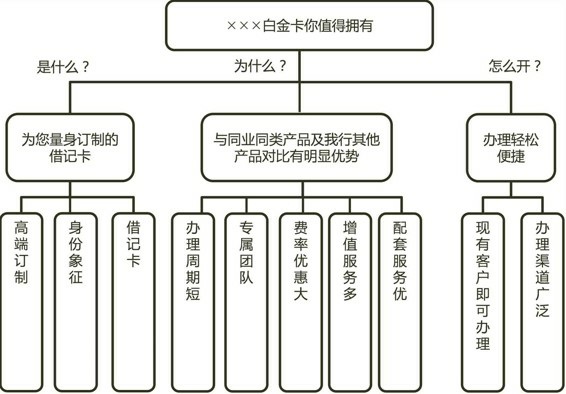 ×××白金卡你值得拥有
是什么？
为什么？
怎么开？
为您量身订制的
借记卡
与同业同类产品及我行其他
产品对比有明显优势
办理轻松
便捷
高端订制
身份象征
借记卡
办理周期短
专属团队
费率优惠大
增值服务多
配套服务优
现有客户即可办理
办理渠道广泛